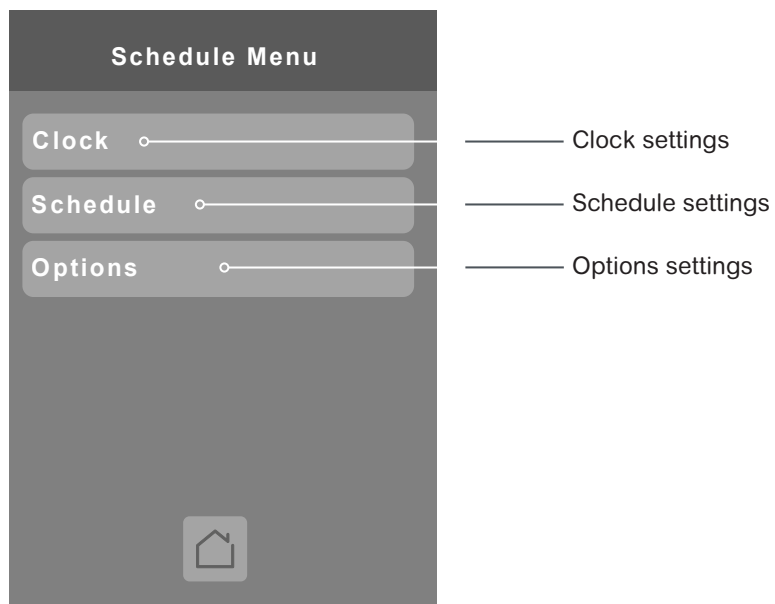 Schedule Menu
Clock
Clock settings
Schedule
Schedule settings
Options
Options settings